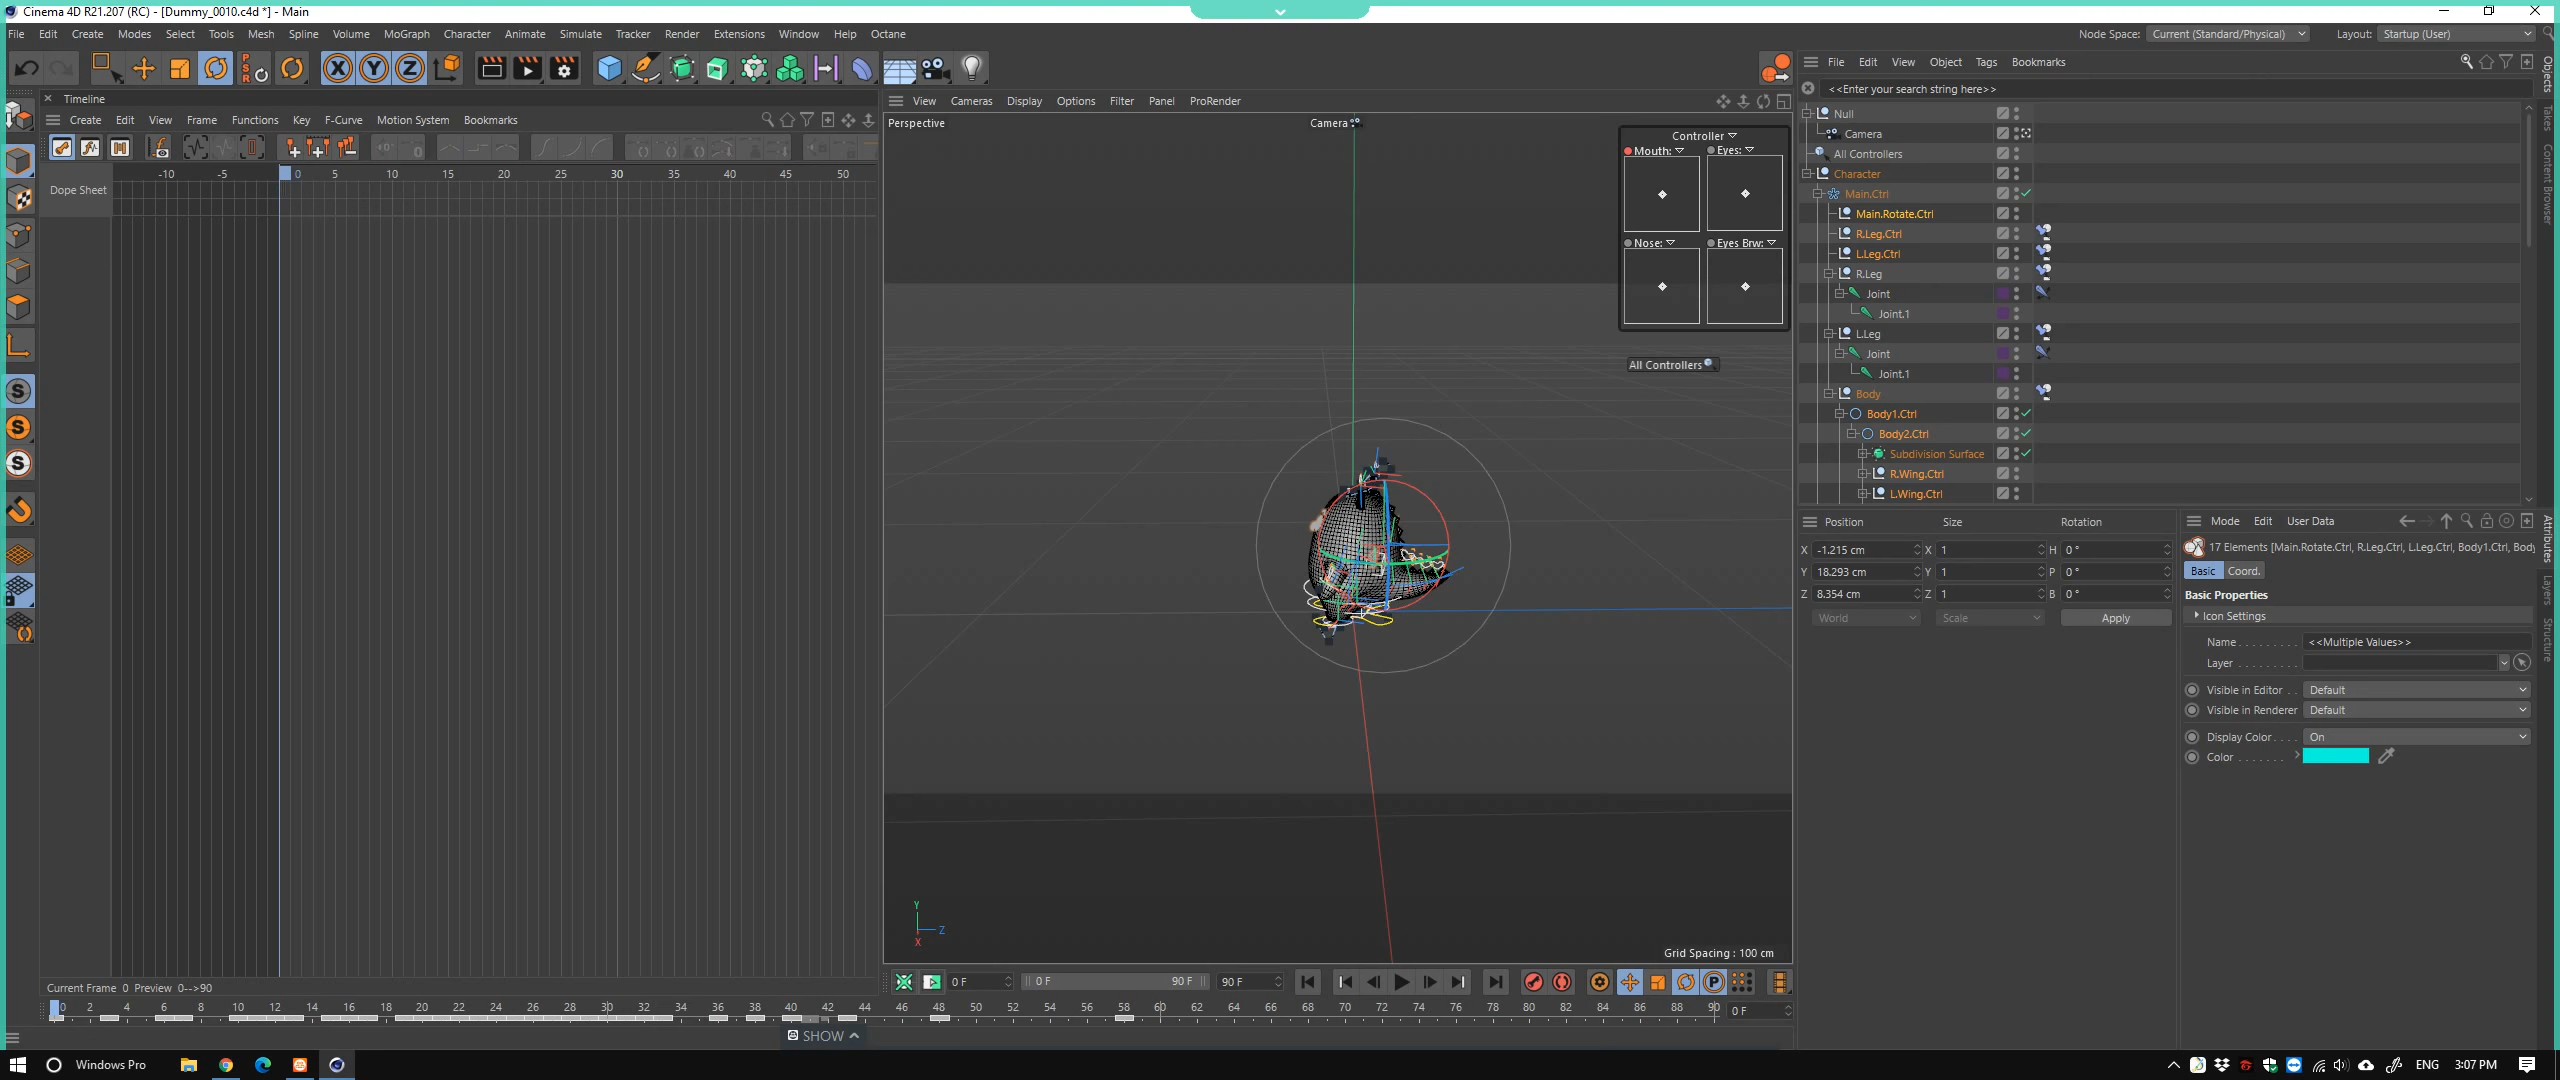 Cinema 4D R21.207 (RC) - [Dummy_0010.c4d *] - Main
File Edit Create Modes Select Tools Mesh Spline Volume MoGraph Character Animate Simulate Tracker Render Extensions Window Help Octane
Node Space: Current (Standard/Physical) Layout: Startup (User)
P S R X Y Z
File Edit View Object Tags Bookmarks
<<Enter your search string here>>
Timeline
Create Edit View Frame Functions Key F-Curve Motion System Bookmarks
-10 -5 0 5 10 15 20 25 30 35 40 45 50
Dope Sheet
View Cameras Display Options Filter Panel ProRender
Perspective
Camera
Controller
Mouth: Eyes:
Nose: Eyes Brw:
All Controllers
Y
Z
X
Grid Spacing : 100 cm
Null
Camera
All Controllers
Character
Main.Ctrl
Main.Rotate.Ctrl
R.Leg.Ctrl
L.Leg.Ctrl
R.Leg
Joint
Joint.1
L.Leg
Joint
Joint.1
Body
Body1.Ctrl
Body2.Ctrl
Subdivision Surface
R.Wing.Ctrl
L.Wing.Ctrl
Objects
Takes
Content Browser
Attributes
Layers
Structure
Position Size Rotation
X -1.215 cm X 1 H 0 °
Y 18.293 cm Y 1 P 0 °
Z 8.354 cm Z 1 B 0 °
World Scale Apply
Mode Edit User Data
17 Elements [Main.Rotate.Ctrl, R.Leg.Ctrl, L.Leg.Ctrl, Body1.Ctrl, Body
Basic Coord.
Basic Properties
Icon Settings
Name . . . . . . . . . <<Multiple Values>>
Layer . . . . . . . . .
Visible in Editor . . Default
Visible in Renderer Default
Display Color . . . . On
Color . . . . . . .
Current Frame 0 Preview 0-->90
0 F 0 F 90 F 90 F P
0 2 4 6 8 10 12 14 16 18 20 22 24 26 28 30 32 34 36 38 40 42 44 46 48 50 52 54 56 58 60 62 64 66 68 70 72 74 76 78 80 82 84 86 88 90 0 F
SHOW
Windows Pro
ENG 3:07 PM